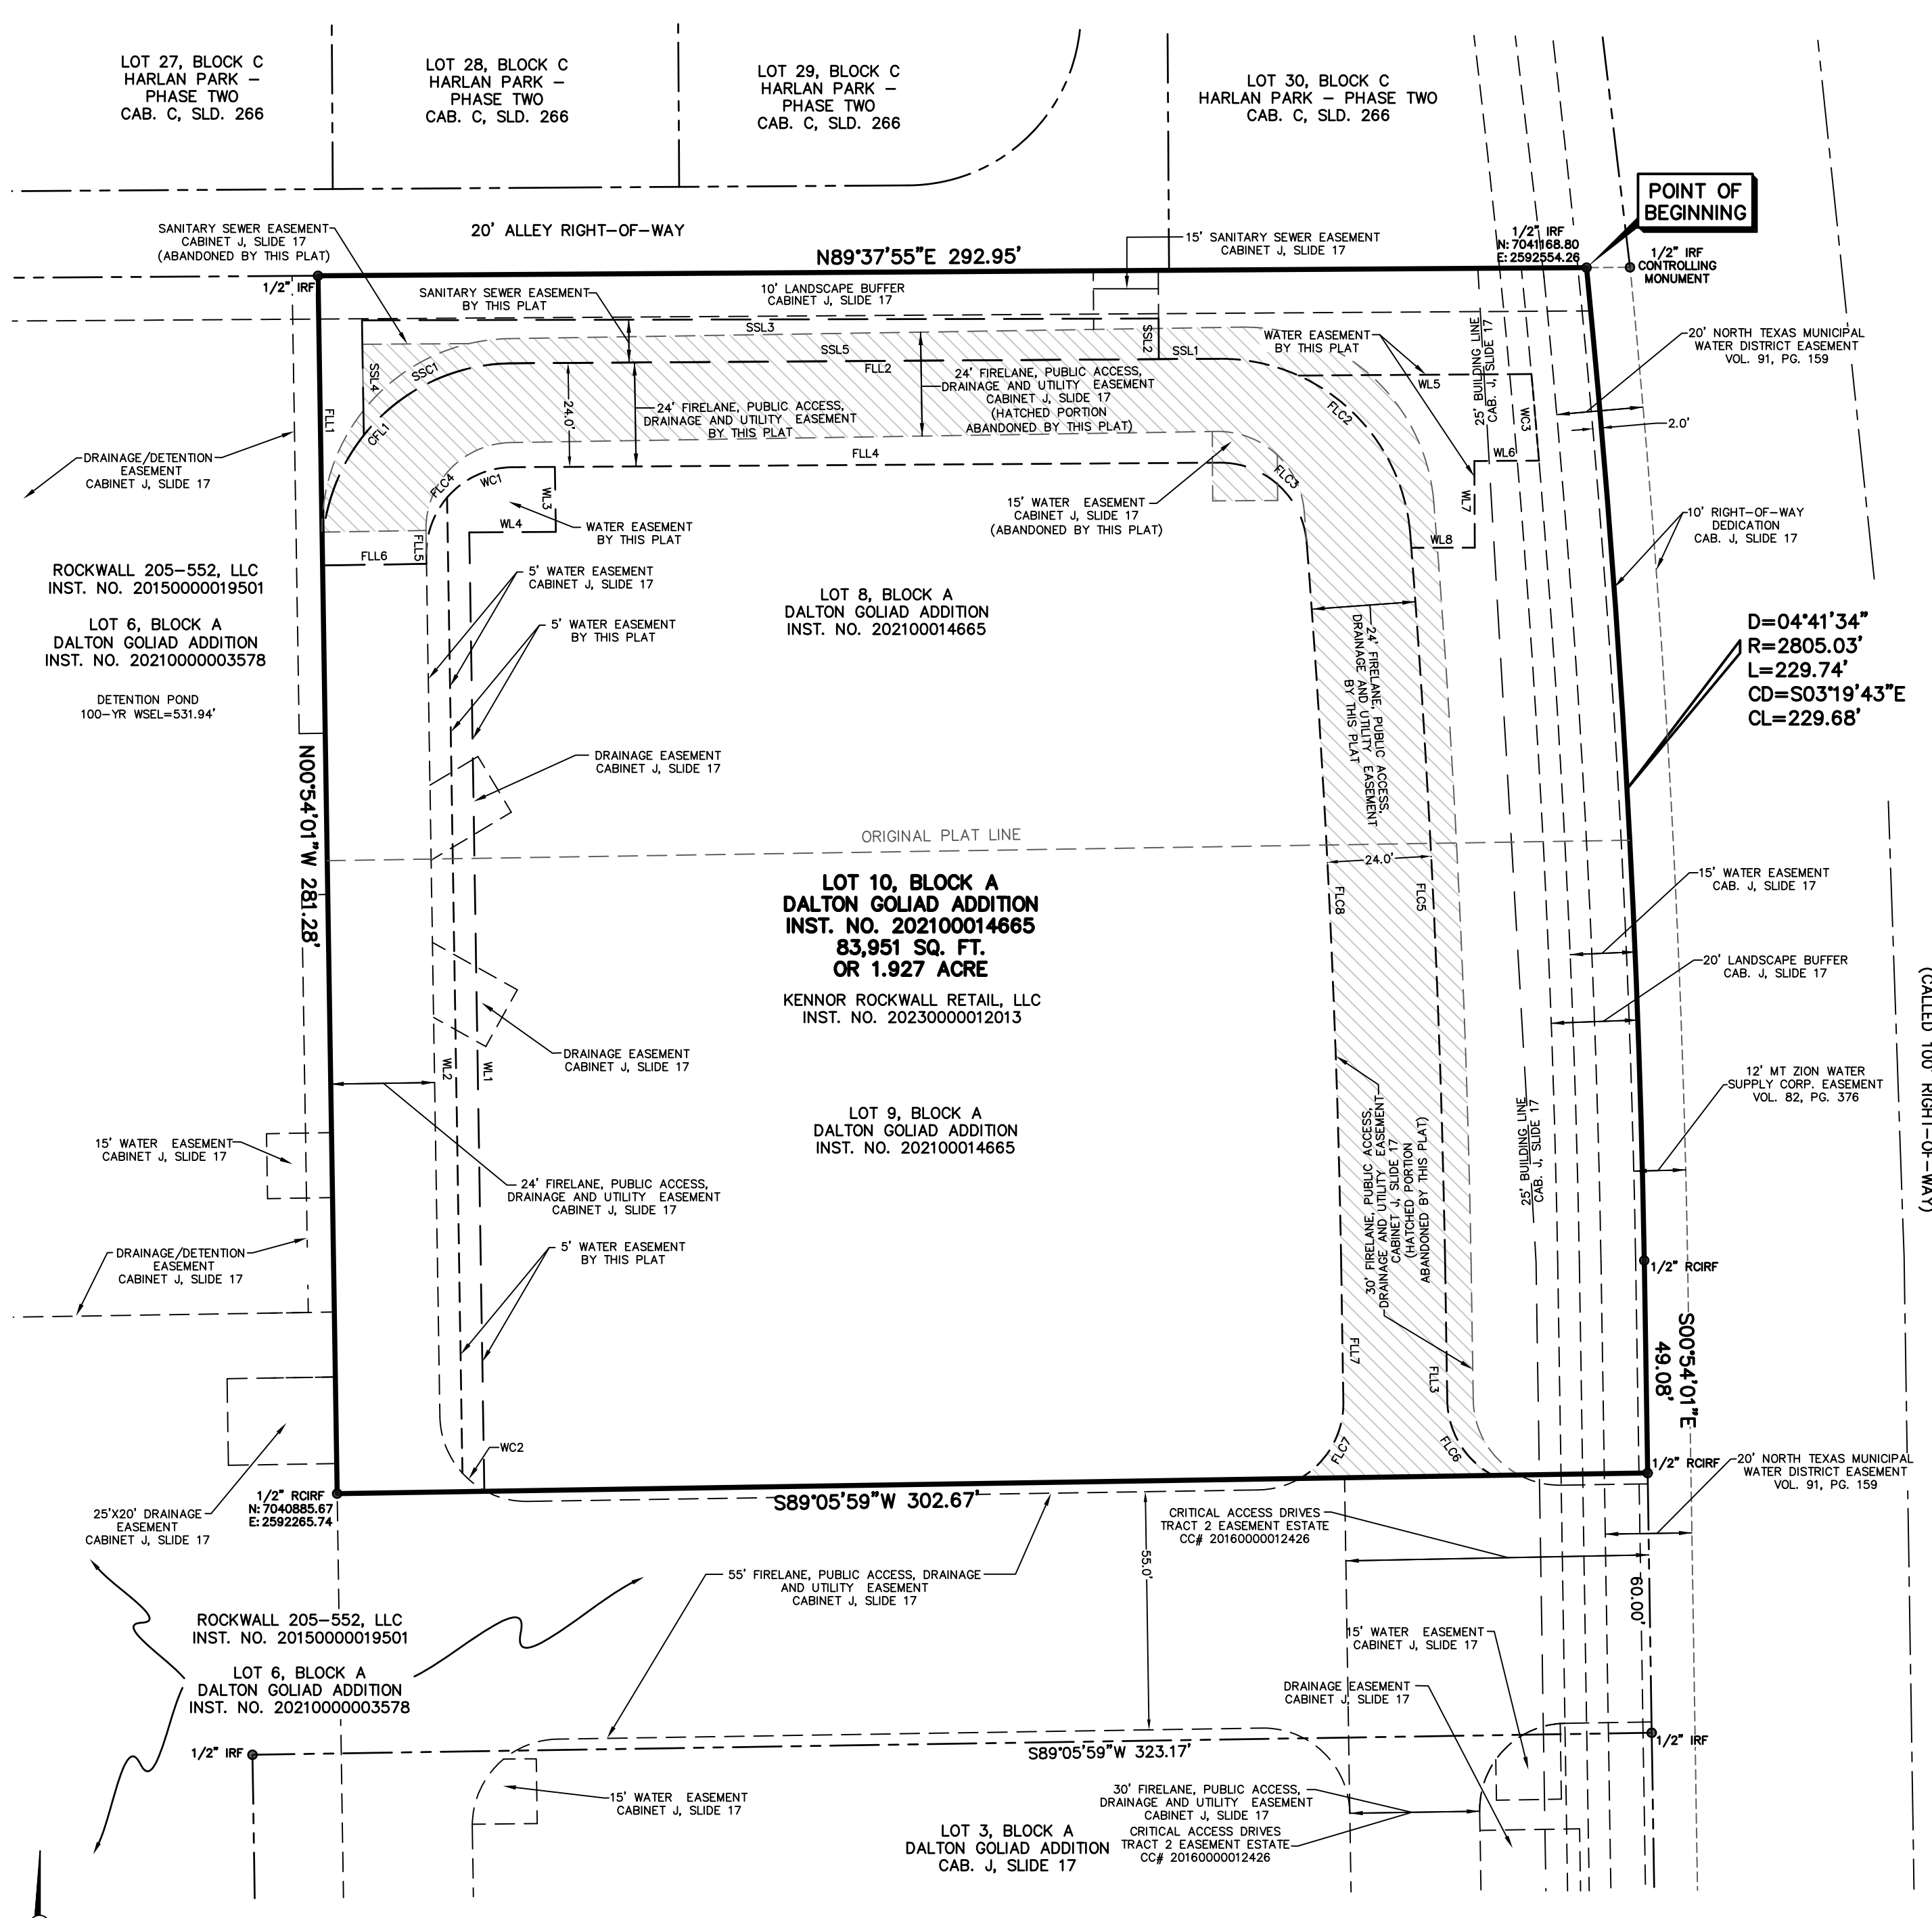 LOT 27, BLOCK C
HARLAN PARK –
PHASE TWO
CAB. C, SLD. 266
LOT 28, BLOCK C
HARLAN PARK –
PHASE TWO
CAB. C, SLD. 266
LOT 29, BLOCK C
HARLAN PARK –
PHASE TWO
CAB. C, SLD. 266
LOT 30, BLOCK C
HARLAN PARK – PHASE TWO
CAB. C, SLD. 266
POINT OF
BEGINNING
SANITARY SEWER EASEMENT
CABINET J, SLIDE 17
(ABANDONED BY THIS PLAT)
20' ALLEY RIGHT-OF-WAY
N89°37'55"E 292.95'
15' SANITARY SEWER EASEMENT
CABINET J, SLIDE 17
1/2" IRF
N: 7041168.80
E: 2592554.26
1/2" IRF
CONTROLLING
MONUMENT
1/2" IRF
SANITARY SEWER EASEMENT
BY THIS PLAT
10' LANDSCAPE BUFFER
CABINET J, SLIDE 17
SSL3
SSL5
SSL2
SSL1
SSL4
SSC1
CFL1
FLL1
FLL2
24.0'
24' FIRELANE, PUBLIC ACCESS,
DRAINAGE AND UTILITY EASEMENT
BY THIS PLAT
24' FIRELANE, PUBLIC ACCESS,
DRAINAGE AND UTILITY EASEMENT
CABINET J, SLIDE 17
(HATCHED PORTION
ABANDONED BY THIS PLAT)
WATER EASEMENT
BY THIS PLAT
25' BUILDING LINE
CAB. J, SLIDE 17
WL5
WC3
WL6
WL7
WL8
FLC2
FLC3
20' NORTH TEXAS MUNICIPAL
WATER DISTRICT EASEMENT
VOL. 91, PG. 159
2.0'
DRAINAGE/DETENTION
EASEMENT
CABINET J, SLIDE 17
FLL4
FLC4
WC1
WL3
WL4
FLL5
FLL6
WATER EASEMENT
BY THIS PLAT
15' WATER EASEMENT
CABINET J, SLIDE 17
(ABANDONED BY THIS PLAT)
10' RIGHT-OF-WAY
DEDICATION
CAB. J, SLIDE 17
ROCKWALL 205-552, LLC
INST. NO. 20150000019501
LOT 6, BLOCK A
DALTON GOLIAD ADDITION
INST. NO. 20210000003578
DETENTION POND
100-YR WSEL=531.94'
5' WATER EASEMENT
CABINET J, SLIDE 17
5' WATER EASEMENT
BY THIS PLAT
LOT 8, BLOCK A
DALTON GOLIAD ADDITION
INST. NO. 202100014665
24' FIRELANE, PUBLIC ACCESS,
DRAINAGE AND UTILITY EASEMENT
BY THIS PLAT
D=04°41'34"
R=2805.03'
L=229.74'
CD=S03°19'43"E
CL=229.68'
N00°54'01"W 281.28'
DRAINAGE EASEMENT
CABINET J, SLIDE 17
ORIGINAL PLAT LINE
24.0'
FLC8
FLC5
LOT 10, BLOCK A
DALTON GOLIAD ADDITION
INST. NO. 202100014665
83,951 SQ. FT.
OR 1.927 ACRE
KENNOR ROCKWALL RETAIL, LLC
INST. NO. 20230000012013
15' WATER EASEMENT
CAB. J, SLIDE 17
20' LANDSCAPE BUFFER
CAB. J, SLIDE 17
(CALLED 100' RIGHT-OF-WAY)
DRAINAGE EASEMENT
CABINET J, SLIDE 17
WL2
WL1
12' MT ZION WATER
SUPPLY CORP. EASEMENT
VOL. 82, PG. 376
LOT 9, BLOCK A
DALTON GOLIAD ADDITION
INST. NO. 202100014665
30' FIRELANE, PUBLIC ACCESS,
DRAINAGE AND UTILITY EASEMENT
CABINET J, SLIDE 17
(HATCHED PORTION
ABANDONED BY THIS PLAT)
25' BUILDING LINE
CAB. J, SLIDE 17
15' WATER EASEMENT
CABINET J, SLIDE 17
24' FIRELANE, PUBLIC ACCESS,
DRAINAGE AND UTILITY EASEMENT
CABINET J, SLIDE 17
DRAINAGE/DETENTION
EASEMENT
CABINET J, SLIDE 17
5' WATER EASEMENT
BY THIS PLAT
1/2" RCIRF
S00°54'01"E
49.08'
FLL7
FLL3
FLC7
FLC6
WC2
1/2" RCIRF
1/2" RCIRF
N: 7040885.67
E: 2592265.74
S89°05'59"W 302.67'
25'X20' DRAINAGE
EASEMENT
CABINET J, SLIDE 17
20' NORTH TEXAS MUNICIPAL
WATER DISTRICT EASEMENT
VOL. 91, PG. 159
CRITICAL ACCESS DRIVES
TRACT 2 EASEMENT ESTATE
CC# 20160000012426
55.0'
60.00'
55' FIRELANE, PUBLIC ACCESS, DRAINAGE
AND UTILITY EASEMENT
CABINET J, SLIDE 17
ROCKWALL 205-552, LLC
INST. NO. 20150000019501
LOT 6, BLOCK A
DALTON GOLIAD ADDITION
INST. NO. 20210000003578
15' WATER EASEMENT
CABINET J, SLIDE 17
DRAINAGE EASEMENT
CABINET J, SLIDE 17
1/2" IRF
S89°05'59"W 323.17'
1/2" IRF
15' WATER EASEMENT
CABINET J, SLIDE 17
30' FIRELANE, PUBLIC ACCESS,
DRAINAGE AND UTILITY EASEMENT
CABINET J, SLIDE 17
CRITICAL ACCESS DRIVES
TRACT 2 EASEMENT ESTATE
CC# 20160000012426
LOT 3, BLOCK A
DALTON GOLIAD ADDITION
CAB. J, SLIDE 17